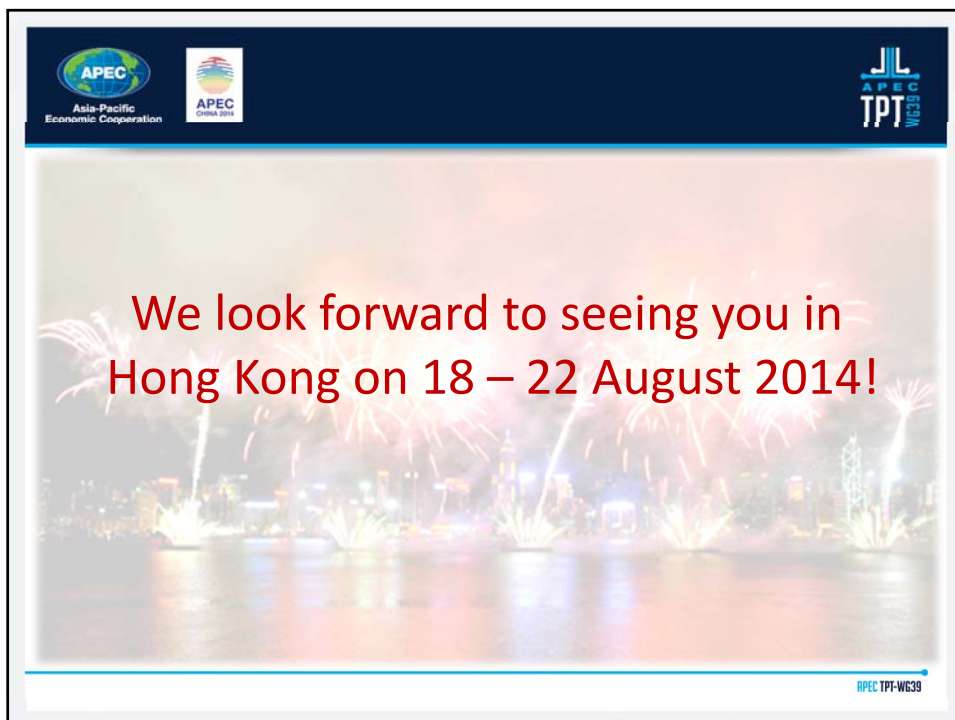 APEC
Asia-Pacific
Economic Cooperation
APEC
CHINA 2014
APEC
TPT
WG39
We look forward to seeing you in
Hong Kong on 18 – 22 August 2014!
APEC TPT-WG39